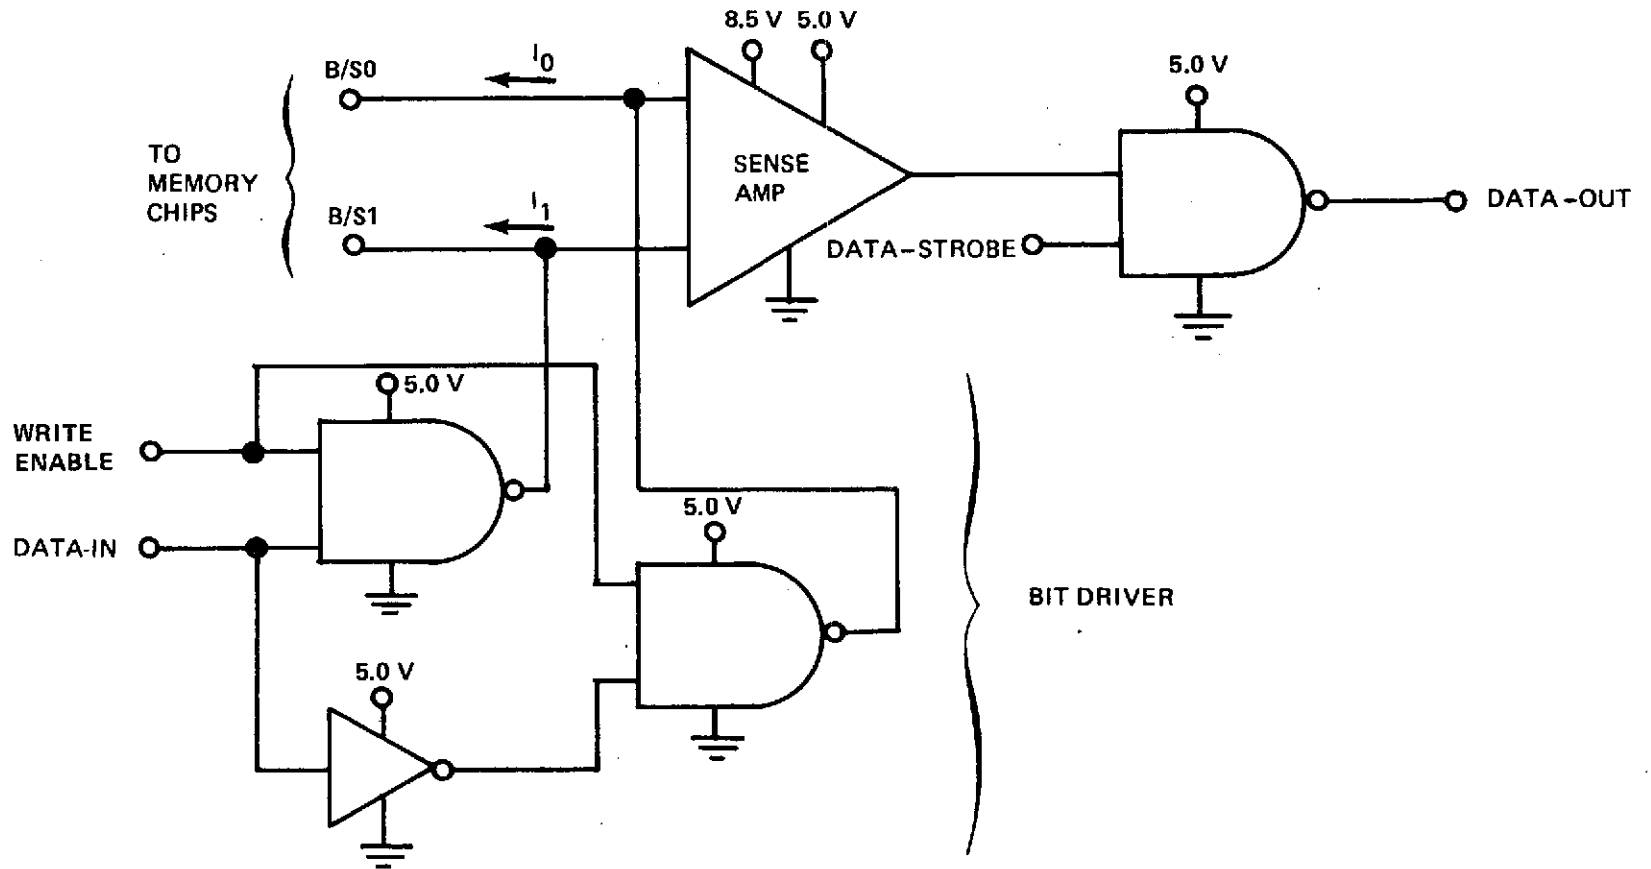 8.5 V 5.0 V
I0
B/S0
5.0 V
TO
MEMORY
CHIPS
SENSE
AMP
I1
B/S1
DATA-OUT
DATA-STROBE
5.0 V
WRITE
ENABLE
5.0 V
DATA-IN
BIT DRIVER
5.0 V